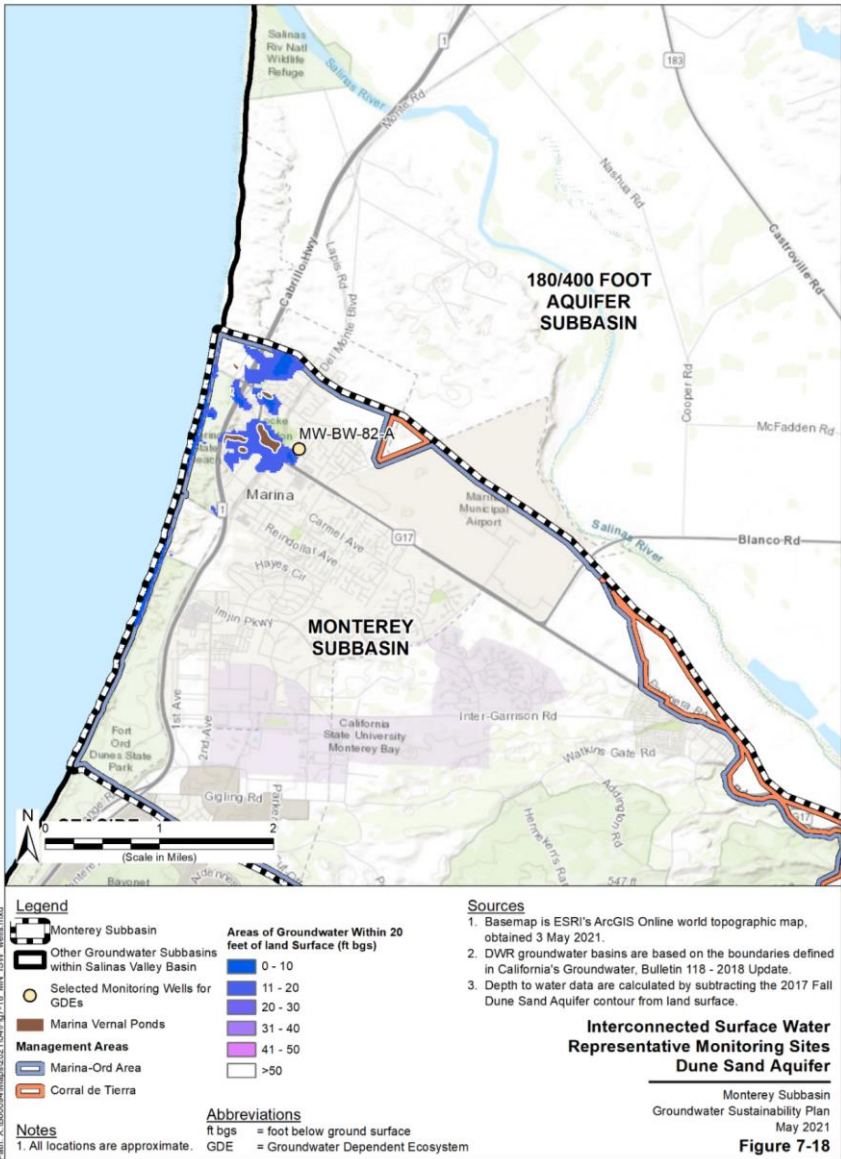 Salinas
Riv Natl
Wildlife
Refuge
1
183
Salinas River
Monte Rd
Nashua Rd
Castroville Rd
Cabrillo Hwy
Lapis Rd
Del Monte Blvd
180/400 FOOT
AQUIFER
SUBBASIN
Cooper Rd
McFadden Rd
MW-BW-82-A
Marina
Marina
Municipal
Airport
1
G17
Carmel Ave
Reindollar Ave
Hayes Cir
Salinas River
Blanco Rd
Imjin Pkwy
MONTEREY
SUBBASIN
1st Ave
2nd Ave
California
State University
Monterey Bay
Inter-Garrison Rd
Watkins Gate Rd
Fort
Ord
Dunes State
Park
Gigling Rd
Addington Rd
G17
547 ft
Bayonet
N
0 1 2
(Scale in Miles)
Legend
Monterey Subbasin
Other Groundwater Subbasins
within Salinas Valley Basin
Selected Monitoring Wells for
GDEs
Marina Vernal Ponds
Management Areas
Marina-Ord Area
Corral de Tierra
Notes
1. All locations are approximate.
Areas of Groundwater Within 20
feet of land Surface (ft bgs)
0 - 10
11 - 20
20 - 30
31 - 40
41 - 50
>50
Abbreviations
ft bgs = foot below ground surface
GDE = Groundwater Dependent Ecosystem
Sources
1. Basemap is ESRI's ArcGIS Online world topographic map,
obtained 3 May 2021.
2. DWR groundwater basins are based on the boundaries defined
in California's Groundwater, Bulletin 118 - 2018 Update.
3. Depth to water data are calculated by subtracting the 2017 Fall
Dune Sand Aquifer contour from land surface.
Interconnected Surface Water
Representative Monitoring Sites
Dune Sand Aquifer
Monterey Subbasin
Groundwater Sustainability Plan
May 2021
Figure 7-18